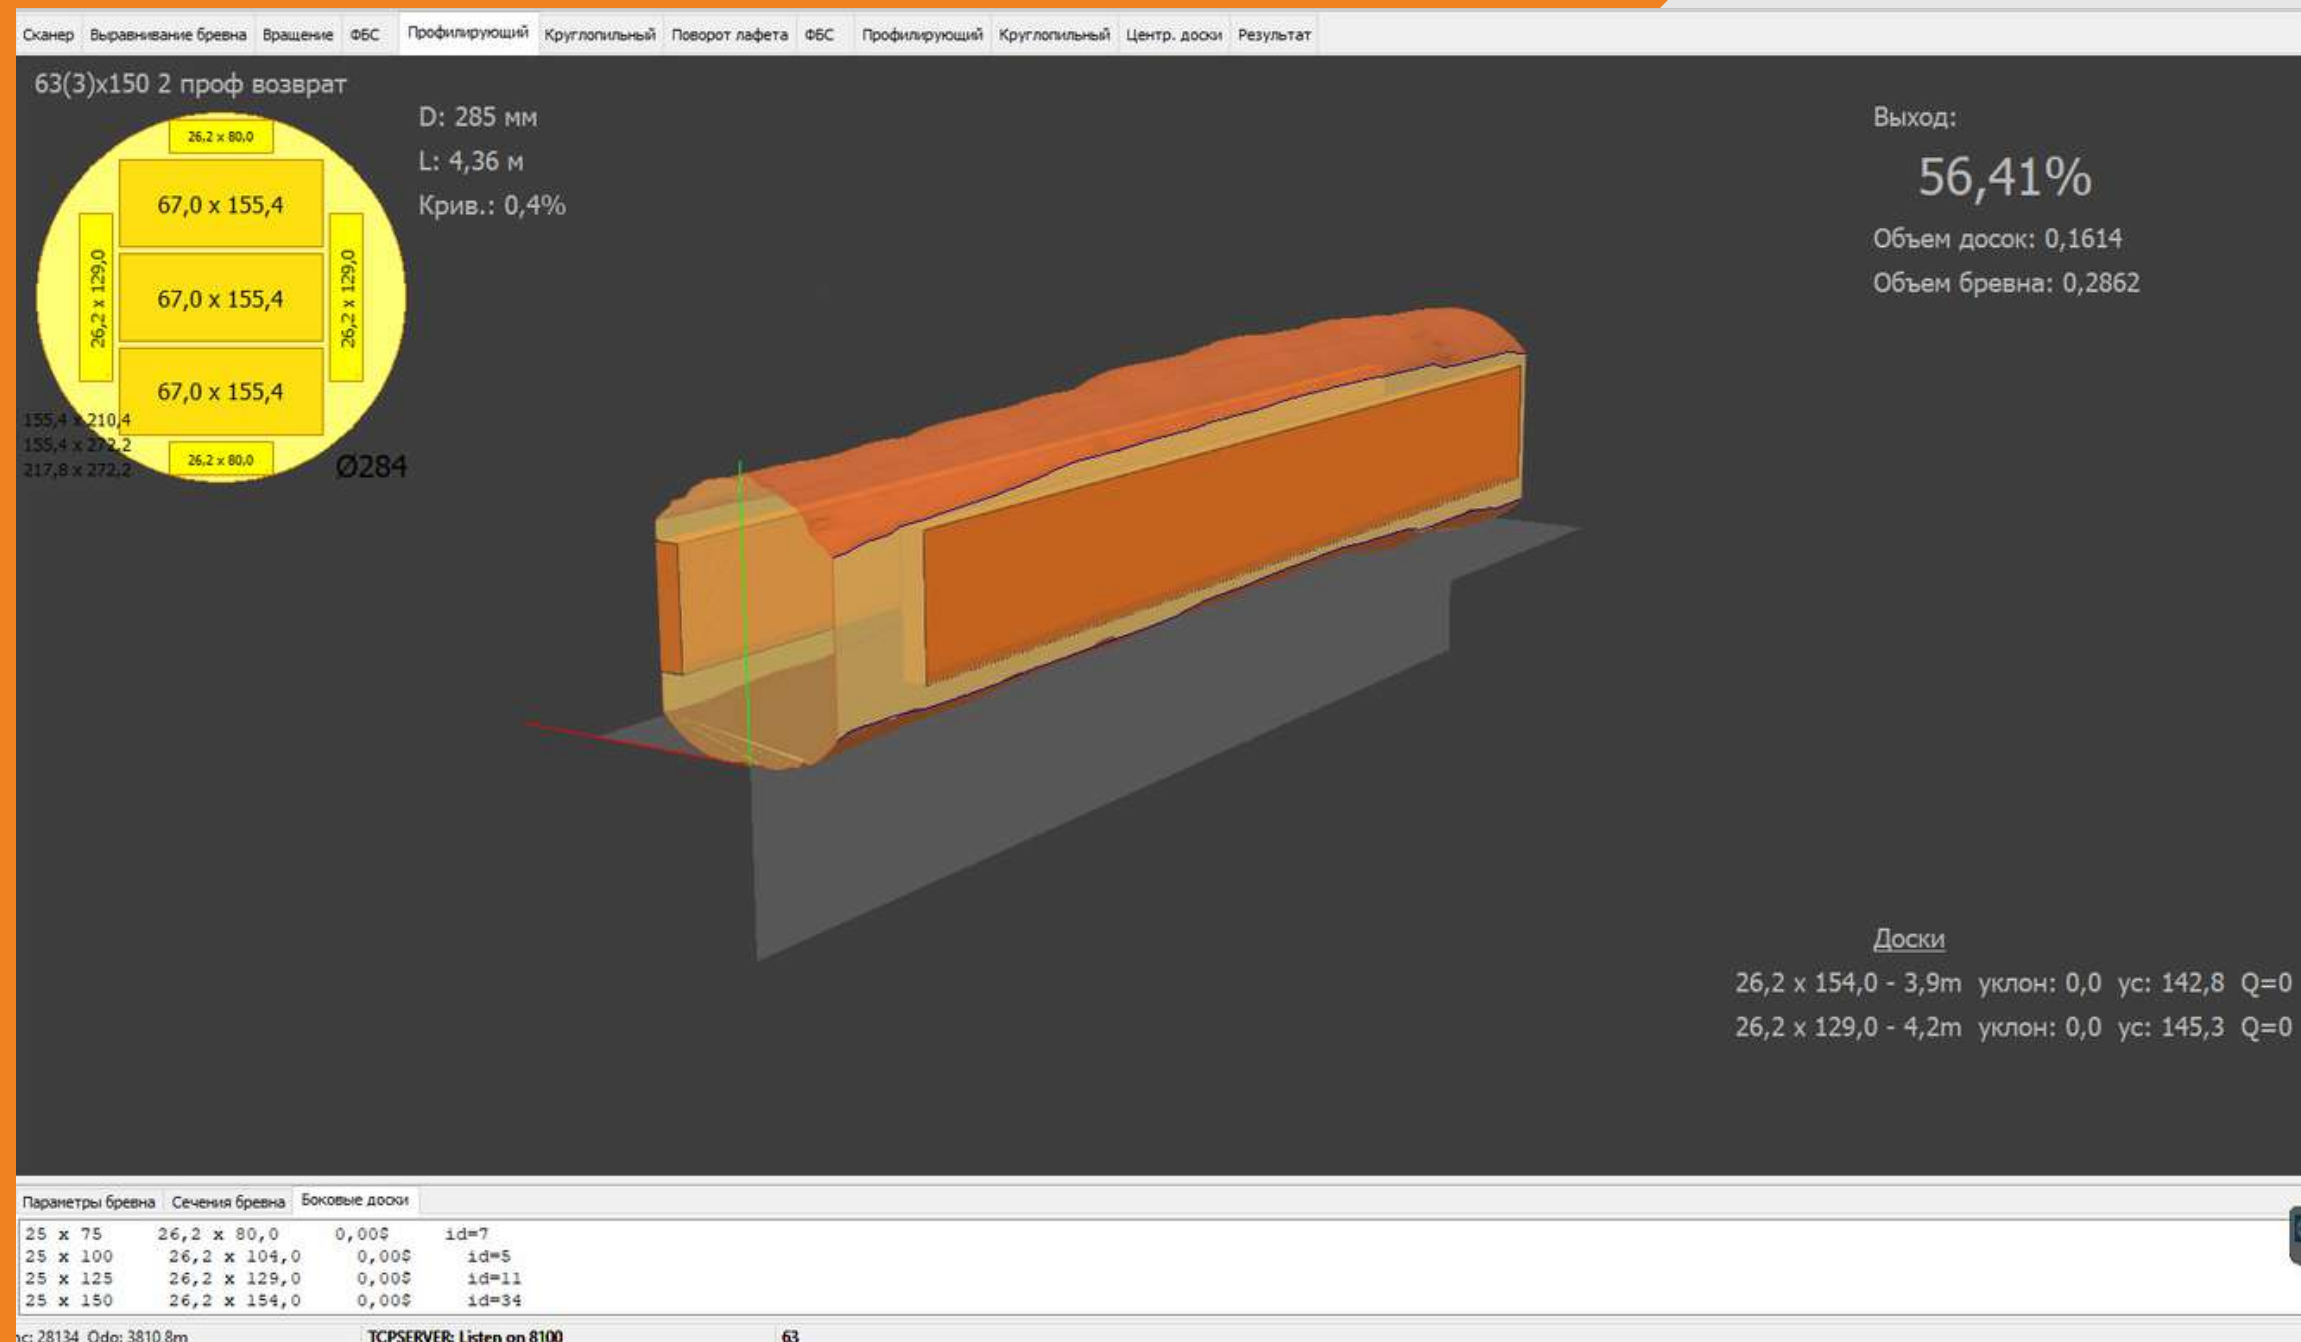 Сканер Выравнивание бревна Вращение ФБС Профилирующий Круглопильный Поворот лафета ФБС Профилирующий Круглопильный Центр. доски Результат
63(3)x150 2 проф возврат
26,2 x 80,0
67,0 x 155,4
26,2 x 129,0
67,0 x 155,4
26,2 x 129,0
67,0 x 155,4
155,4 x 210,4
155,4 x 272,2
217,8 x 272,2
26,2 x 80,0
Ø284
D: 285 мм
L: 4,36 м
Крив.: 0,4%
Выход:
56,41%
Объем досок: 0,1614
Объем бревна: 0,2862
Доски
26,2 x 154,0 - 3,9m уклон: 0,0 ус: 142,8 Q=0
26,2 x 129,0 - 4,2m уклон: 0,0 ус: 145,3 Q=0
Параметры бревна Сечения бревна Боковые доски
25 x 75 26,2 x 80,0 0,00$ id=7
25 x 100 26,2 x 104,0 0,00$ id=5
25 x 125 26,2 x 129,0 0,00$ id=11
25 x 150 26,2 x 154,0 0,00$ id=34
28134 Odo: 3810.8m TCPSERVER: Listen on 8100 63